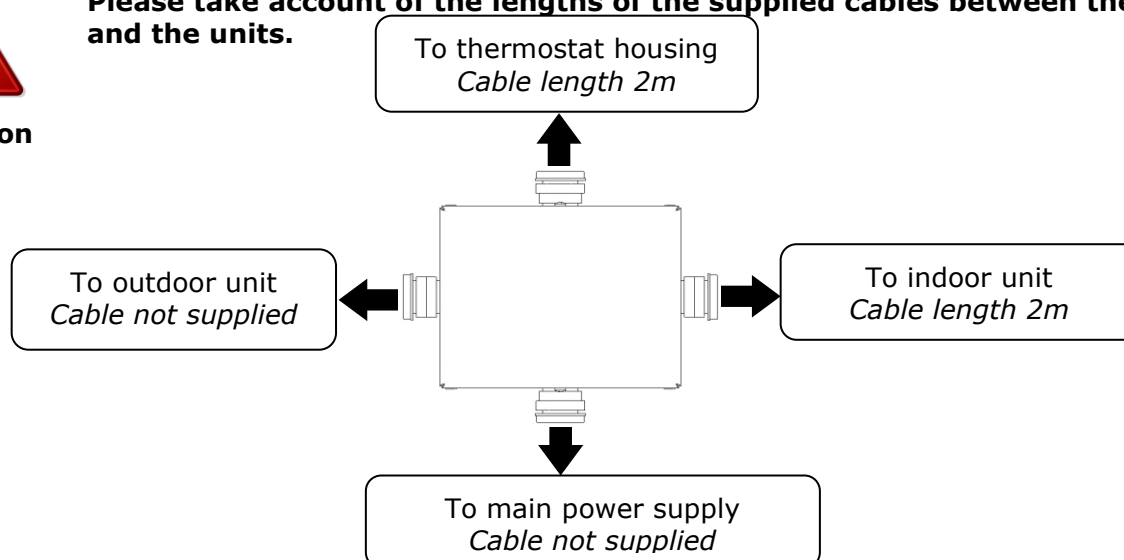 Please take account of the lengths of the supplied cables between the
and the units.
on
To thermostat housing
Cable length 2m
To outdoor unit
Cable not supplied
To indoor unit
Cable length 2m
To main power supply
Cable not supplied